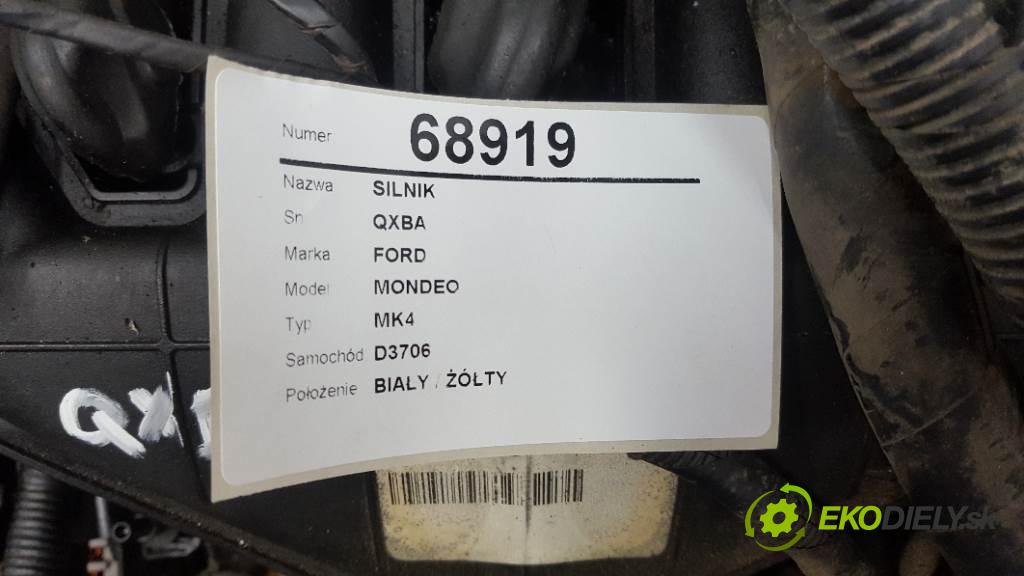 Numer 68919
Nazwa SILNIK
Sn QXBA
Marka FORD
Model MONDEO
Typ MK4
Samochód D3706
Położenie BIAŁY / ŻÓŁTY
EKODIELY.sk